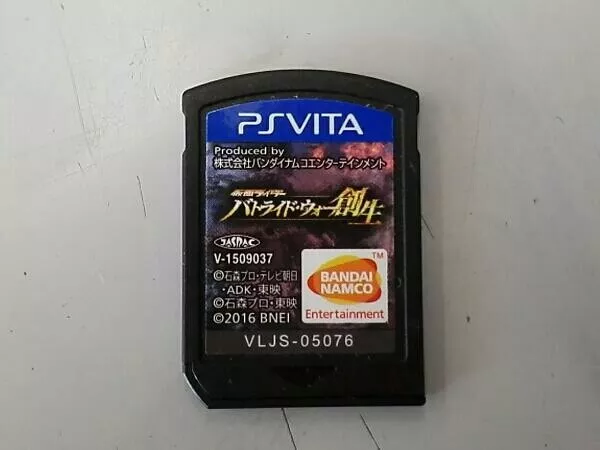 PSVITA
Produced by
株式会社バンダイナムコエンターテインメント
仮面ライダー
バトライド・ウォー創生
JASRAC
V-1509037
©石森プロ・テレビ朝日
・ADK・東映
©石森プロ・東映
©2016 BNEI
BANDAI
NAMCO
TM
Entertainment
VLJS-05076